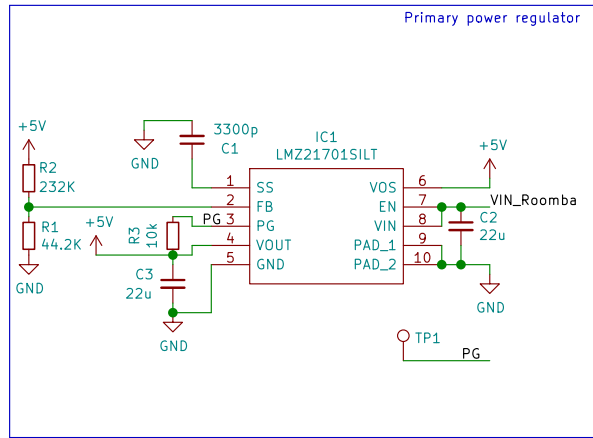 Primary power regulator
+5V
R2
232K
R1
44.2K
GND
GND
3300p
C1
IC1
LMZ21701SILT
1 SS
2 FB
PG 3 PG
4 VOUT
5 GND
VOS 6
EN 7
VIN 8
PAD_1 9
PAD_2 10
+5V
R3
10k
C3
22u
GND
+5V
VIN_Roomba
C2
22u
GND
TP1
PG